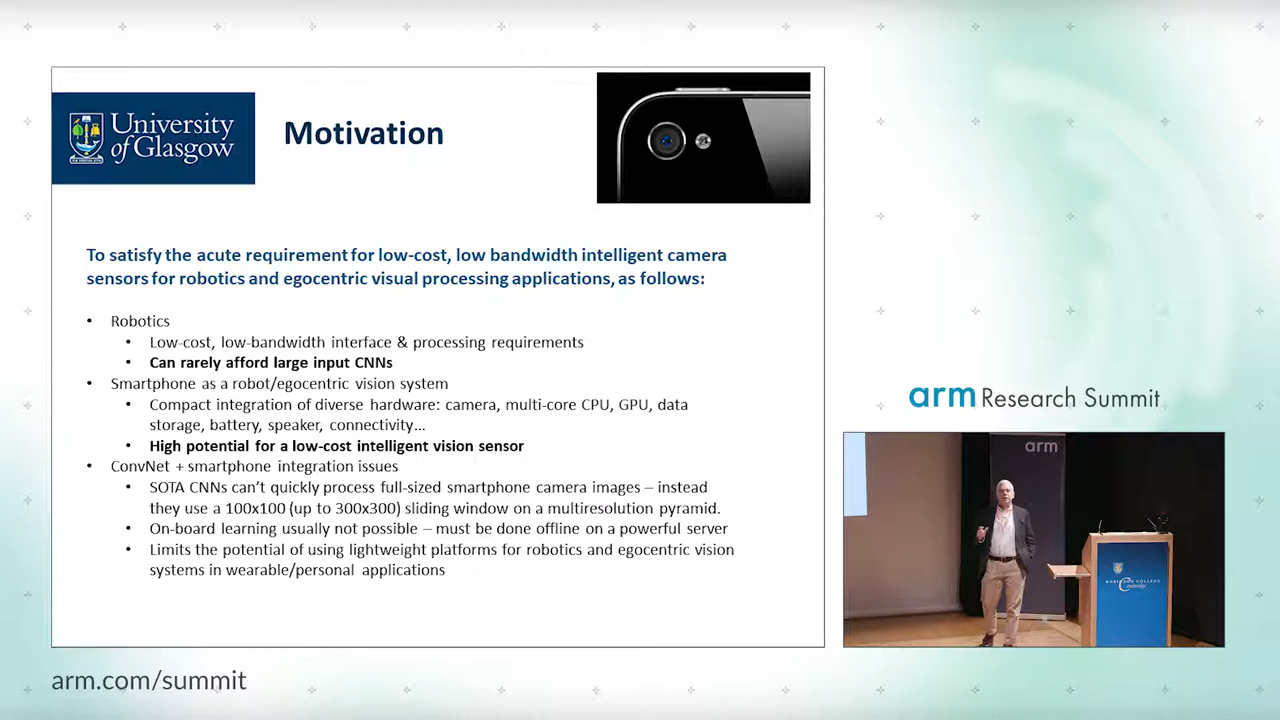 University
of Glasgow
Motivation
To satisfy the acute requirement for low-cost, low bandwidth intelligent camera
sensors for robotics and egocentric visual processing applications, as follows:
• Robotics
• Low-cost, low-bandwidth interface & processing requirements
• Can rarely afford large input CNNs
• Smartphone as a robot/egocentric vision system
• Compact integration of diverse hardware: camera, multi-core CPU, GPU, data
storage, battery, speaker, connectivity...
• High potential for a low-cost intelligent vision sensor
• ConvNet + smartphone integration issues
• SOTA CNNs can't quickly process full-sized smartphone camera images – instead
they use a 100x100 (up to 300x300) sliding window on a multiresolution pyramid.
• On-board learning usually not possible – must be done offline on a powerful server
• Limits the potential of using lightweight platforms for robotics and egocentric vision
systems in wearable/personal applications
arm Research Summit
arm
ROBINSON COLLEGE
Cambridge
arm.com/summit